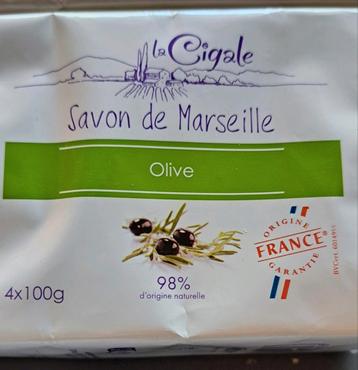 la Cigale
Savon de Marseille
Olive
ORIGINE
FRANCE®
GARANTIE
98%
d'origine naturelle
4x100g